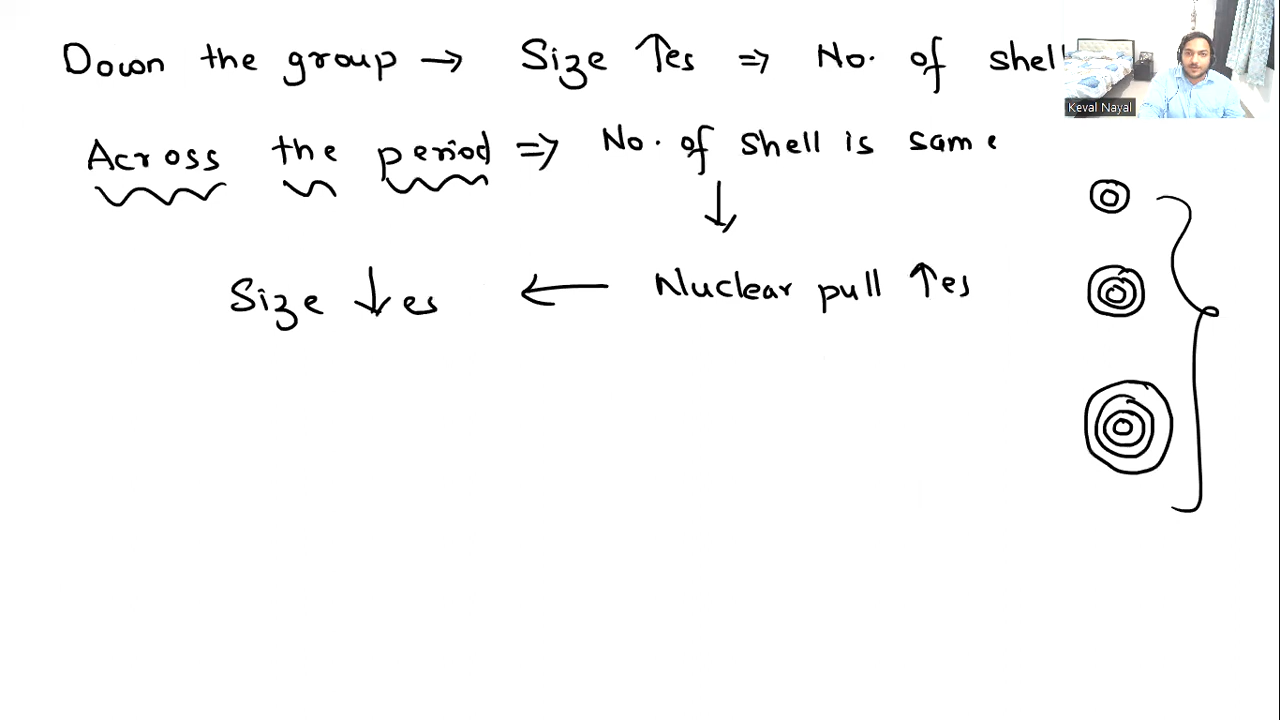 Down the group → Size ↑es ⇒ No. of shell
Across the period ⇒ No. of shell is same
↓
Size ↓es ← Nuclear pull ↑es
Keval Nayal